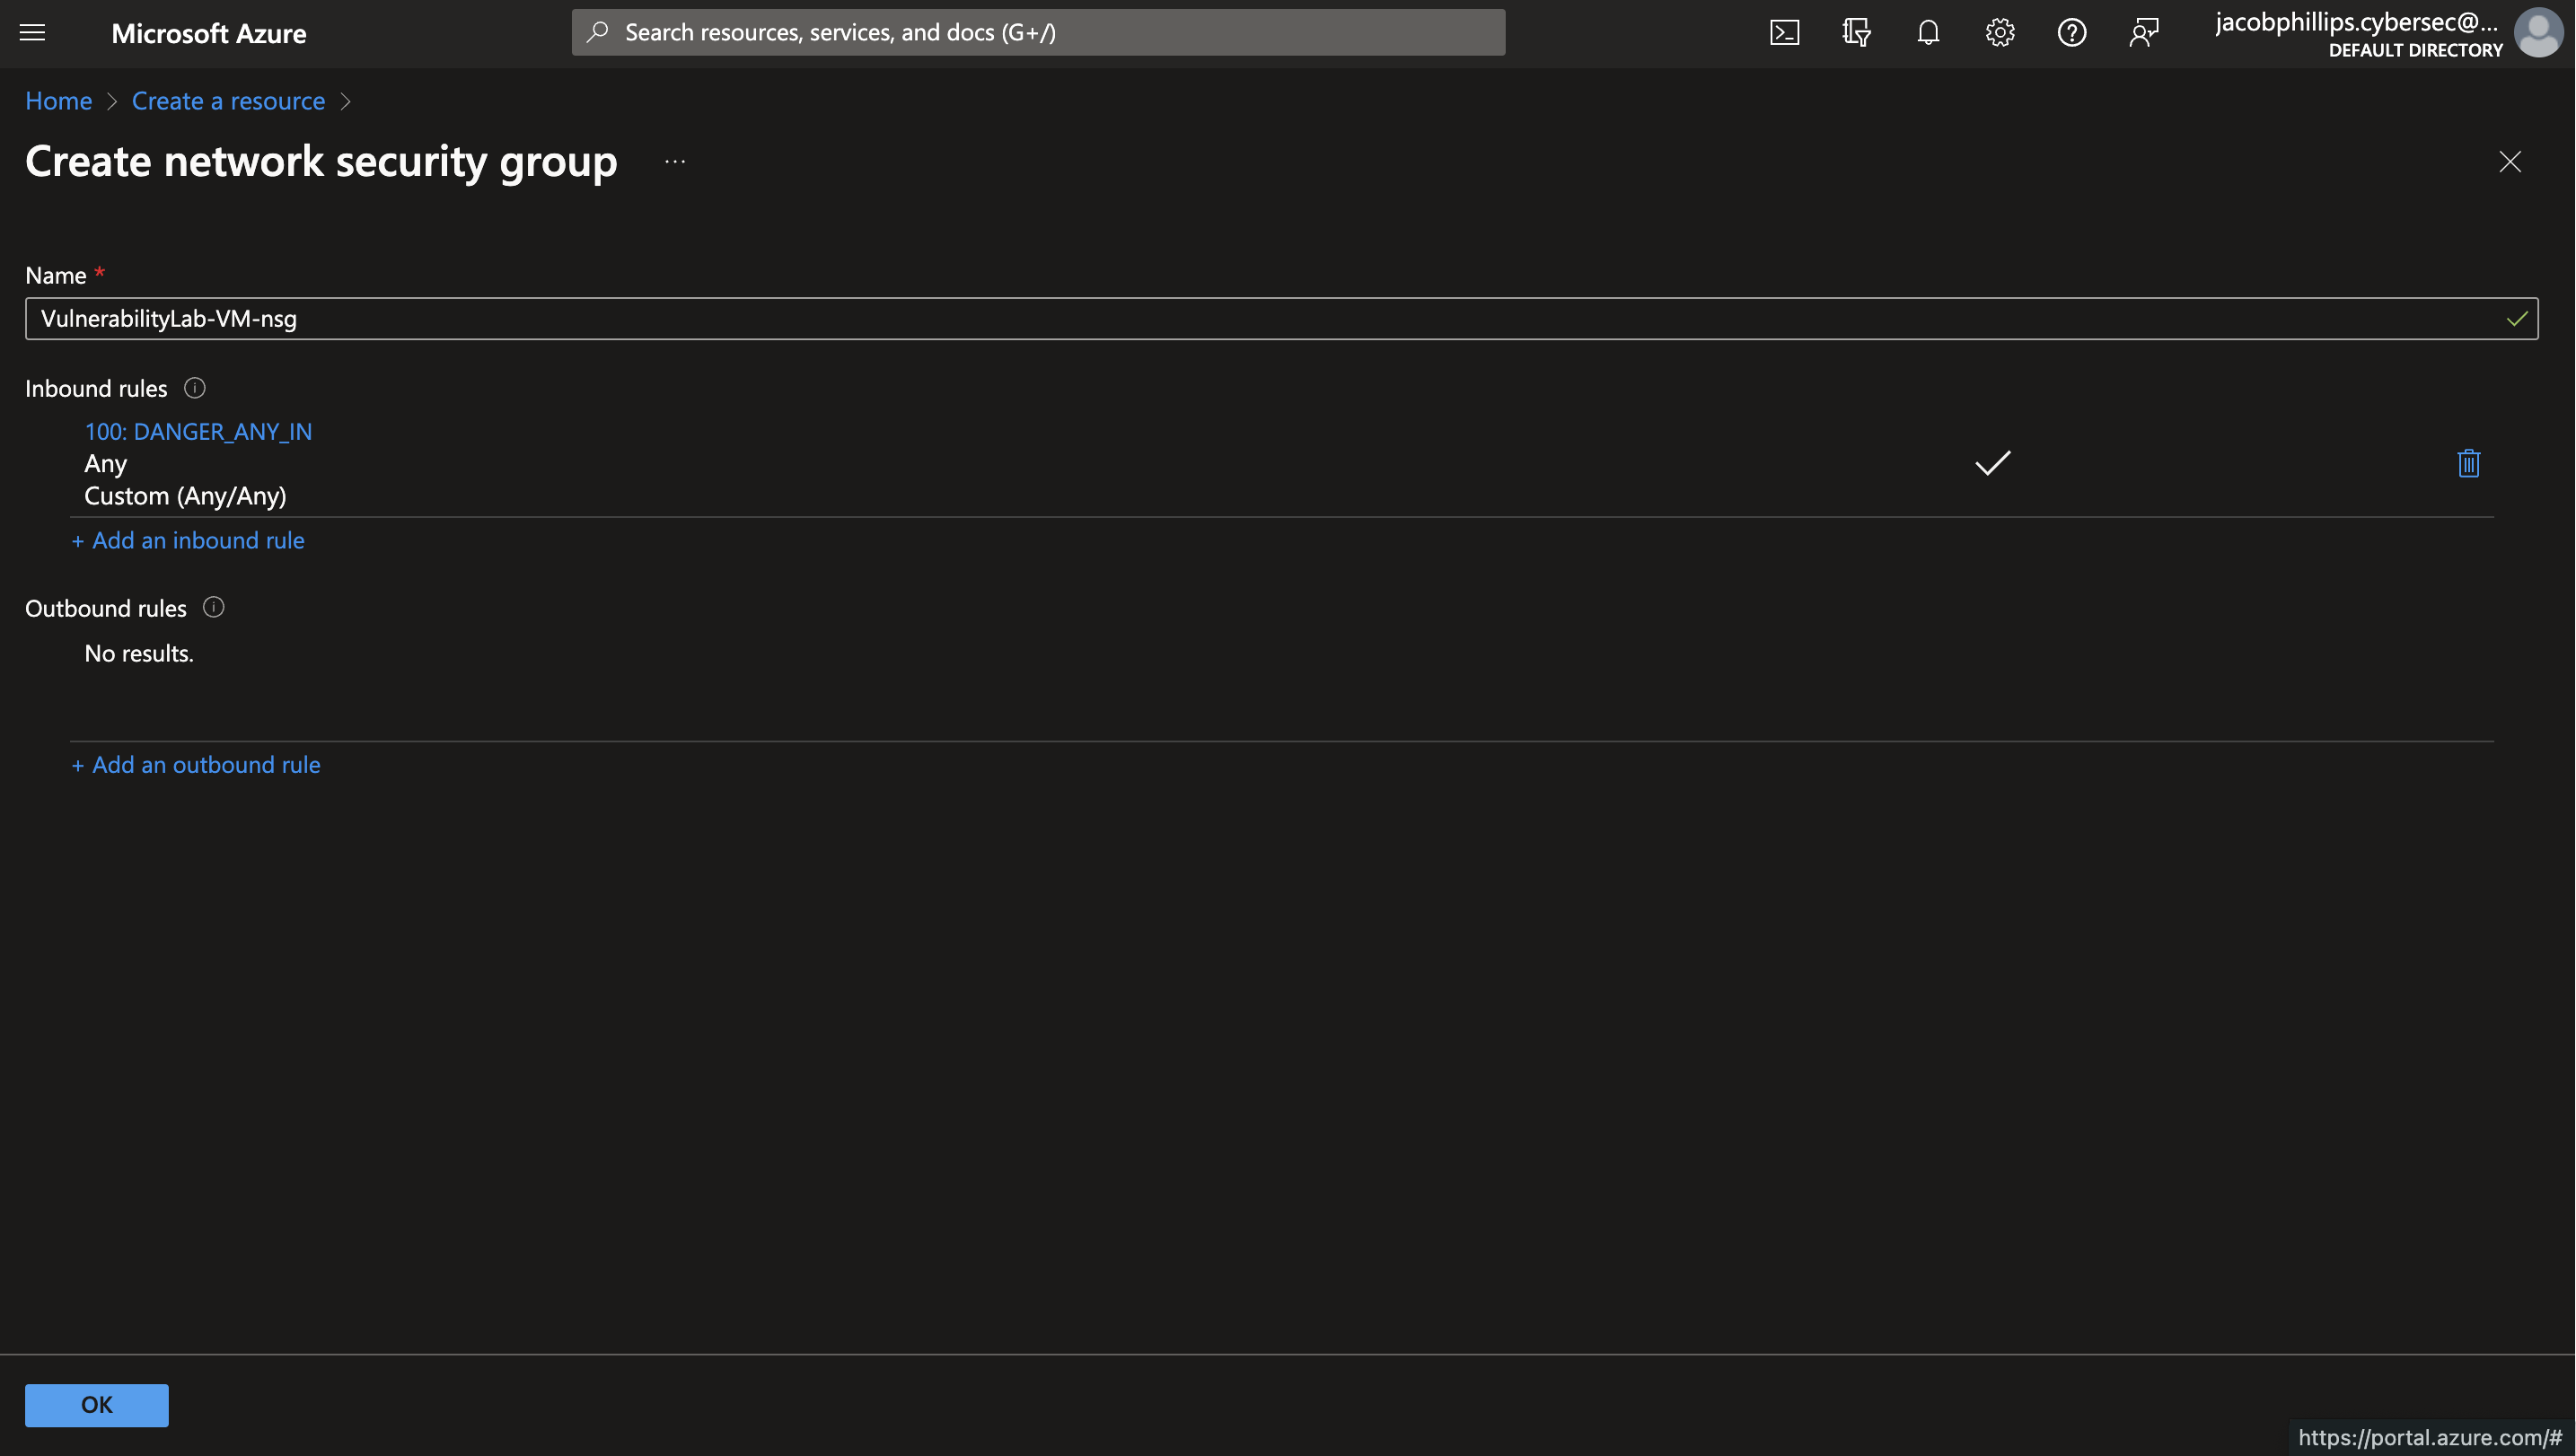 Microsoft Azure
Search resources, services, and docs (G+/)
jacobphillips.cybersec@...
DEFAULT DIRECTORY
Home > Create a resource >
Create network security group ...
Name *
VulnerabilityLab-VM-nsg
Inbound rules
100: DANGER_ANY_IN
Any
Custom (Any/Any)
+ Add an inbound rule
Outbound rules
No results.
+ Add an outbound rule
OK
https://portal.azure.com/#